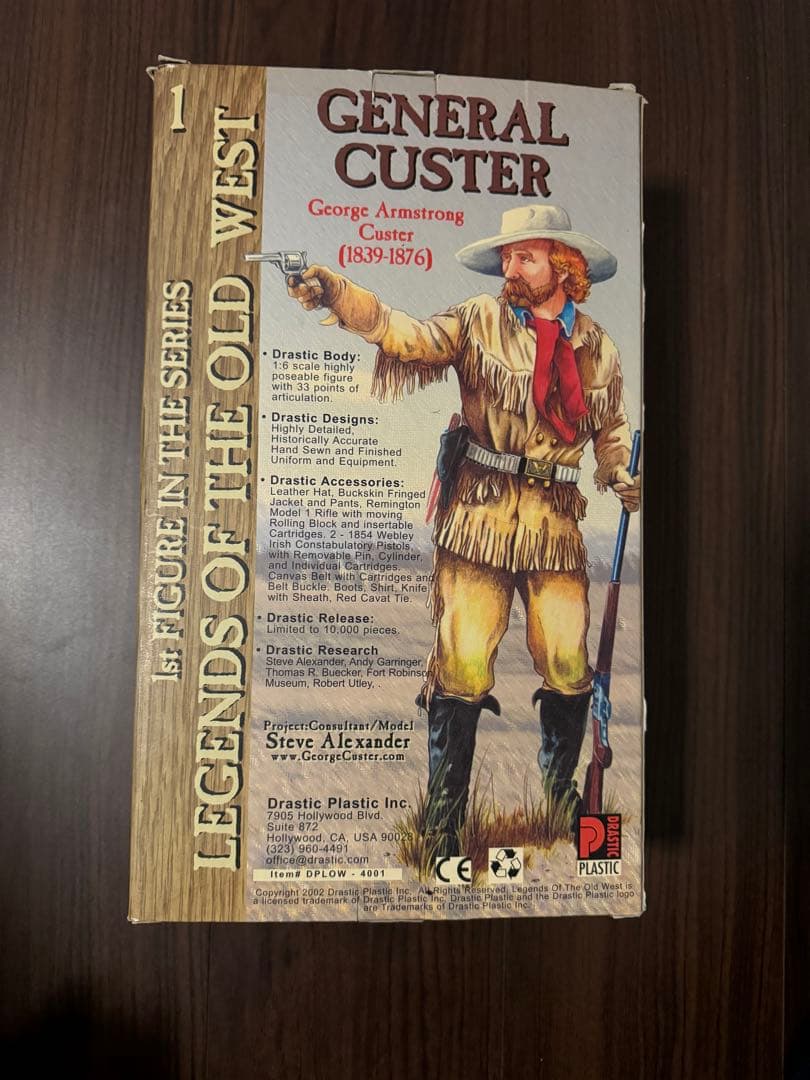 1
1st FIGURE IN THE SERIES
LEGENDS OF THE OLD WEST
GENERAL
CUSTER
George Armstrong
Custer
(1839-1876)
• Drastic Body:
1:6 scale highly
poseable figure
with 33 points of
articulation.
• Drastic Designs:
Highly Detailed,
Historically Accurate
Hand Sewn and Finished
Uniform and Equipment.
• Drastic Accessories:
Leather Hat, Buckskin Fringed
Jacket and Pants, Remington
Model 1 Rifle with moving
Rolling Block and insertable
Cartridges. 2 - 1854 Webley
Irish Constabulatory Pistols,
with Removable Pin, Cylinder,
and Individual Cartridges.
Canvas Belt with Cartridges and
Belt Buckle. Boots, Shirt, Knife
with Sheath, Red Cavat Tie.
• Drastic Release:
Limited to 10,000 pieces.
• Drastic Research
Steve Alexander, Andy Garringer,
Thomas R. Buecker, Fort Robinson
Museum, Robert Utley, .
Project:Consultant/Model
Steve Alexander
www.GeorgeCuster.com
Drastic Plastic Inc.
7905 Hollywood Blvd.
Suite 872
Hollywood, CA, USA 90028
(323) 960-4491
office@drastic.com
Item# DPLOW - 4001
CE
DRASTIC
PLASTIC
Copyright 2002 Drastic Plastic Inc. All Rights Reserved. Legends Of The Old West is
a licensed trademark of Drastic Plastic Inc. Drastic Plastic and the Drastic Plastic logo
are Trademarks of Drastic Plastic Inc.